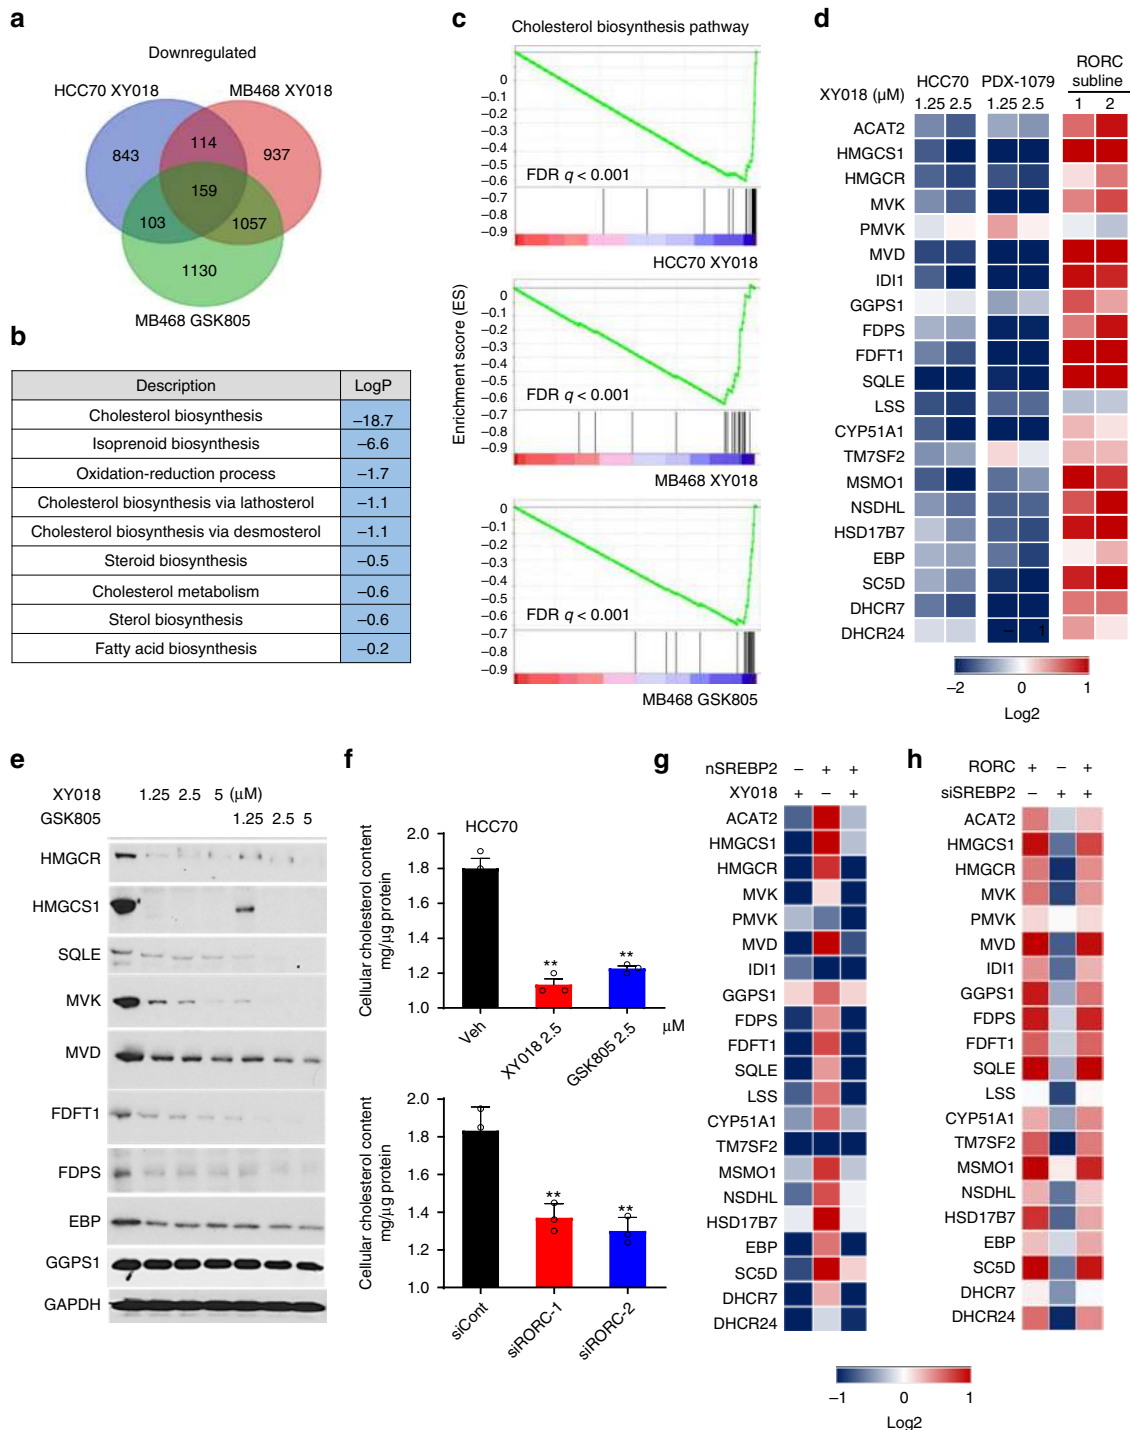 a
Downregulated
HCC70 XY018
MB468 XY018
843
114
937
159
103
1057
1130
MB468 GSK805
b
Description LogP
Cholesterol biosynthesis −18.7
Isoprenoid biosynthesis −6.6
Oxidation-reduction process −1.7
Cholesterol biosynthesis via lathosterol −1.1
Cholesterol biosynthesis via desmosterol −1.1
Steroid biosynthesis −0.5
Cholesterol metabolism −0.6
Sterol biosynthesis −0.6
Fatty acid biosynthesis −0.2
c
Cholesterol biosynthesis pathway
Enrichment score (ES)
0
−0.1
−0.2
−0.3
−0.4
−0.5
−0.6
−0.7
−0.8
−0.9
FDR q < 0.001
HCC70 XY018
0
−0.1
−0.2
−0.3
−0.4
−0.5
−0.6
−0.7
−0.8
−0.9
FDR q < 0.001
MB468 XY018
0
−0.1
−0.2
−0.3
−0.4
−0.5
−0.6
−0.7
−0.8
−0.9
FDR q < 0.001
MB468 GSK805
d
HCC70 PDX-1079 RORC subline
XY018 (μM) 1.25 2.5 1.25 2.5 1 2
ACAT2
HMGCS1
HMGCR
MVK
PMVK
MVD
IDI1
GGPS1
FDPS
FDFT1
SQLE
LSS
CYP51A1
TM7SF2
MSMO1
NSDHL
HSD17B7
EBP
SC5D
DHCR7
DHCR24
− 1
−2 0 1
Log2
e
XY018 1.25 2.5 5 (μM)
GSK805 1.25 2.5 5
HMGCR
HMGCS1
SQLE
MVK
MVD
FDFT1
FDPS
EBP
GGPS1
GAPDH
f
HCC70
Cellular cholesterol content
mg/μg protein
2.0
1.8
1.6
1.4
1.2
1.0
** **
Veh
XY018 2.5
GSK805 2.5
μM
Cellular cholesterol content
mg/μg protein
2.0
1.8
1.6
1.4
1.2
1.0
** **
siCont
siRORC-1
siRORC-2
g
nSREBP2 − + +
XY018 + − +
ACAT2
HMGCS1
HMGCR
MVK
PMVK
MVD
IDI1
GGPS1
FDPS
FDFT1
SQLE
LSS
CYP51A1
TM7SF2
MSMO1
NSDHL
HSD17B7
EBP
SC5D
DHCR7
DHCR24
h
RORC + − +
siSREBP2 − + +
ACAT2
HMGCS1
HMGCR
MVK
PMVK
MVD
IDI1
GGPS1
FDPS
FDFT1
SQLE
LSS
CYP51A1
TM7SF2
MSMO1
NSDHL
HSD17B7
EBP
SC5D
DHCR7
DHCR24
−1 0 1
Log2